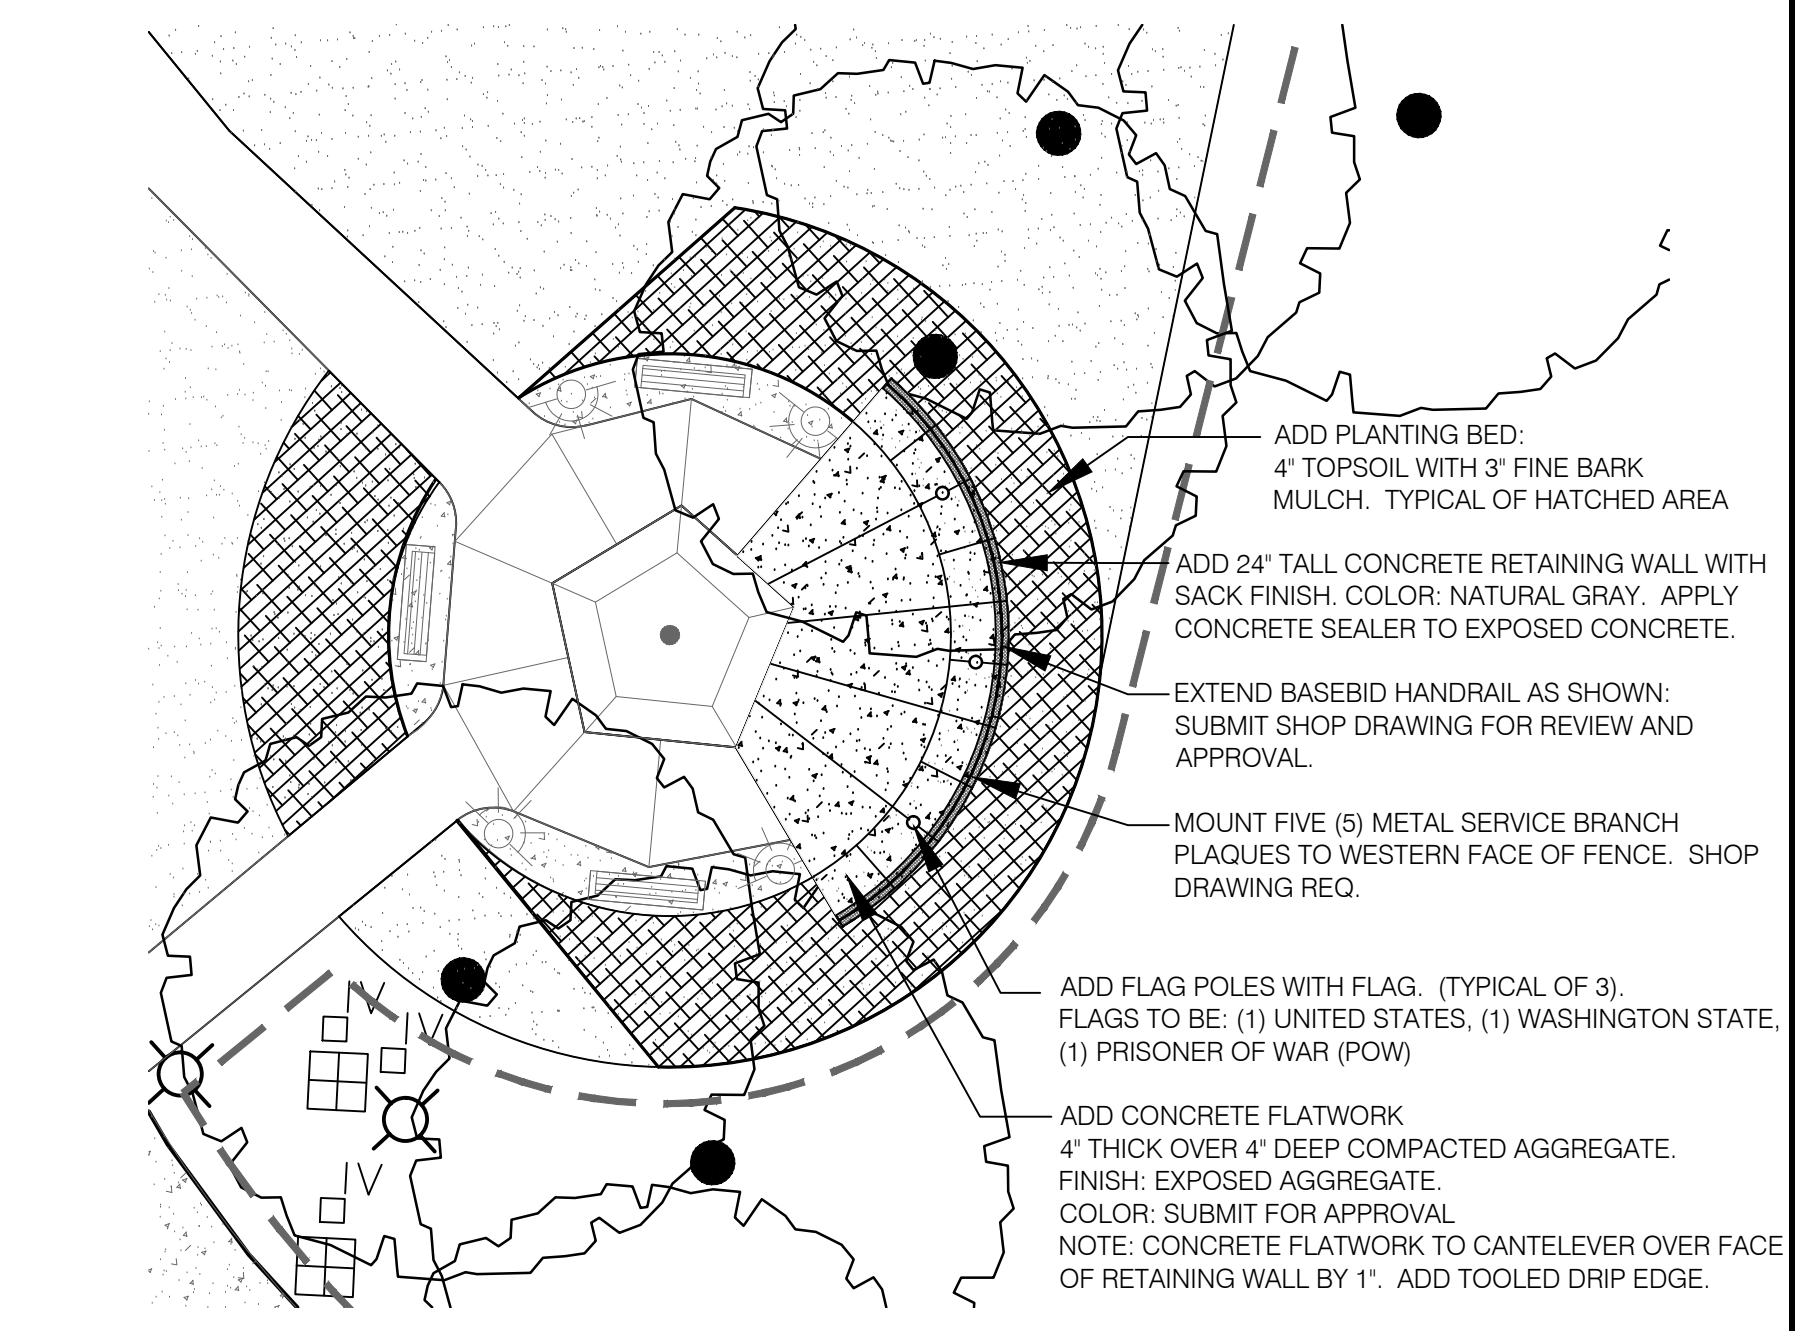 ADD PLANTING BED:
4" TOPSOIL WITH 3" FINE BARK
MULCH. TYPICAL OF HATCHED AREA
ADD 24" TALL CONCRETE RETAINING WALL WITH
SACK FINISH. COLOR: NATURAL GRAY. APPLY
CONCRETE SEALER TO EXPOSED CONCRETE.
EXTEND BASEBID HANDRAIL AS SHOWN:
SUBMIT SHOP DRAWING FOR REVIEW AND
APPROVAL.
MOUNT FIVE (5) METAL SERVICE BRANCH
PLAQUES TO WESTERN FACE OF FENCE. SHOP
DRAWING REQ.
ADD FLAG POLES WITH FLAG. (TYPICAL OF 3).
FLAGS TO BE: (1) UNITED STATES, (1) WASHINGTON STATE,
(1) PRISONER OF WAR (POW)
ADD CONCRETE FLATWORK
4" THICK OVER 4" DEEP COMPACTED AGGREGATE.
FINISH: EXPOSED AGGREGATE.
COLOR: SUBMIT FOR APPROVAL
NOTE: CONCRETE FLATWORK TO CANTELEVER OVER FACE
OF RETAINING WALL BY 1". ADD TOOLED DRIP EDGE.